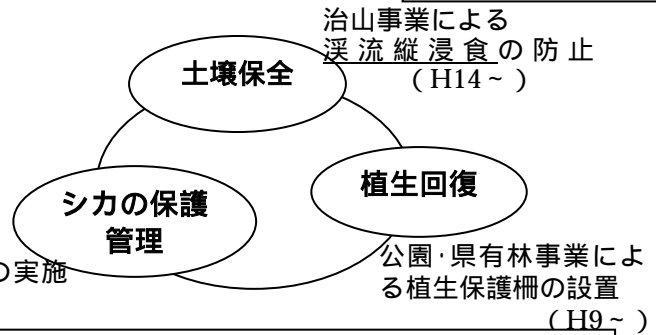 治山事業による
渓流縦浸食の防止
（H14～）
土壌保全
植生回復
シカの保護
管理
の実施
公園･県有林事業によ
る植生保護柵の設置
（H9～）